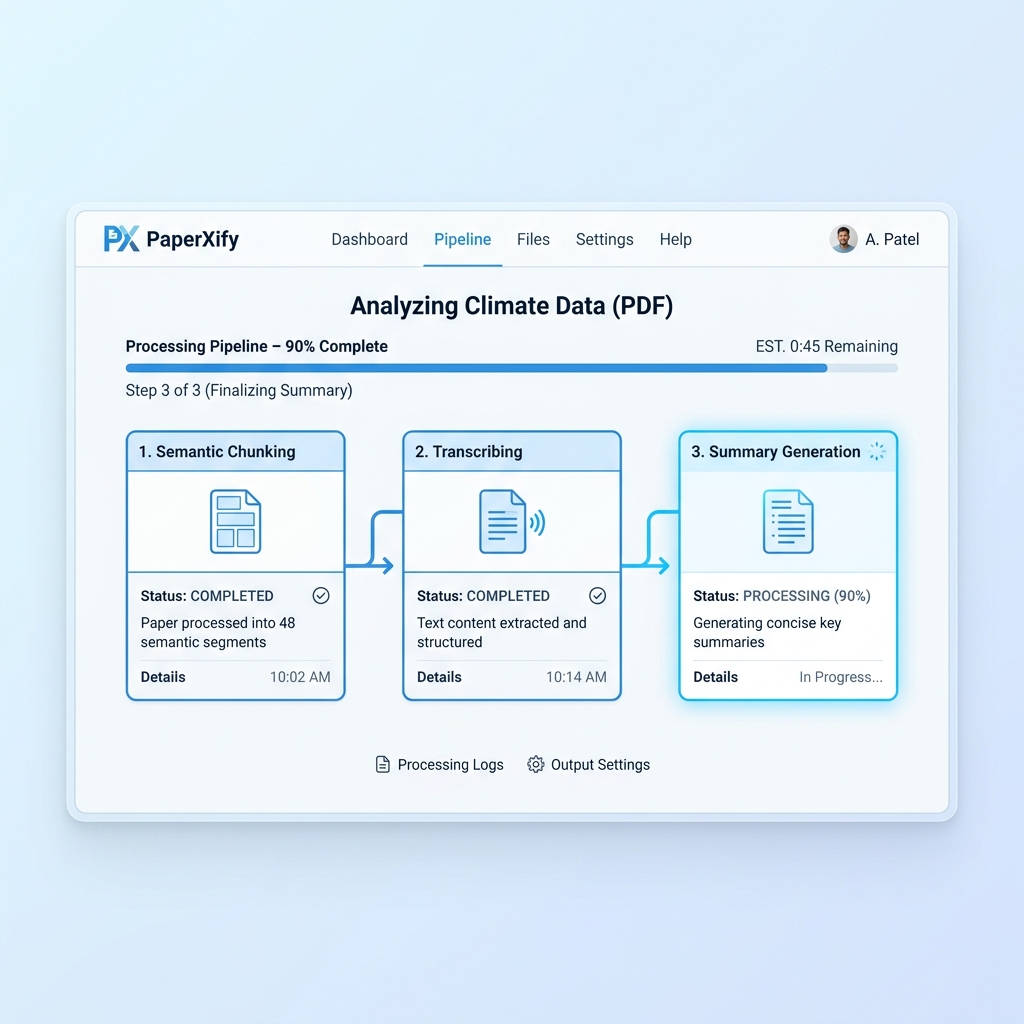 PX PaperXify
Dashboard Pipeline Files Settings Help
A. Patel
Analyzing Climate Data (PDF)
Processing Pipeline – 90% Complete
EST. 0:45 Remaining
Step 3 of 3 (Finalizing Summary)
1. Semantic Chunking
Status: COMPLETED
Paper processed into 48
semantic segments
Details 10:02 AM
2. Transcribing
Status: COMPLETED
Text content extracted and
structured
Details 10:14 AM
3. Summary Generation
Status: PROCESSING (90%)
Generating concise key
summaries
Details In Progress...
Processing Logs
Output Settings